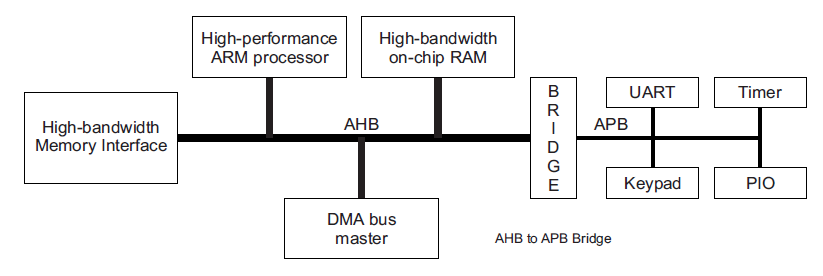 High-performance
ARM processor
High-bandwidth
on-chip RAM
High-bandwidth
Memory Interface
AHB
B
R
I
D
G
E
APB
UART
Timer
Keypad
PIO
DMA bus
master
AHB to APB Bridge